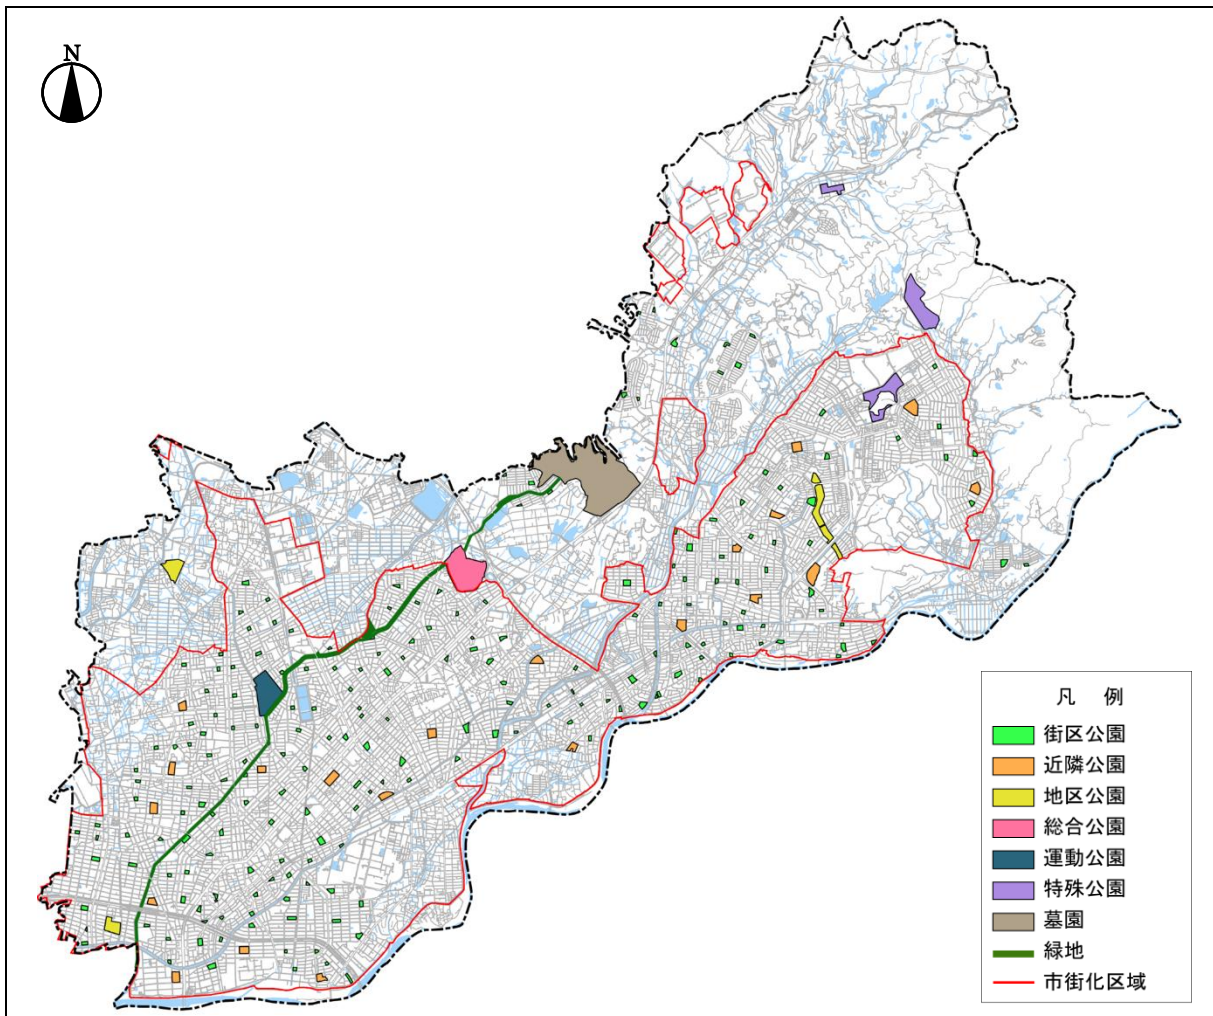 N
凡 例
街区公園
近隣公園
地区公園
総合公園
運動公園
特殊公園
墓園
緑地
市街化区域